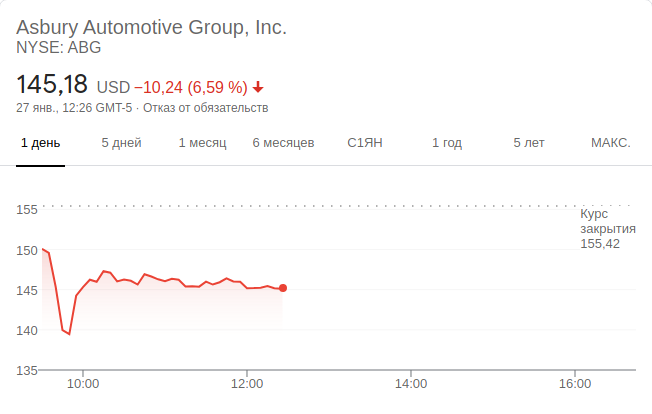 Asbury Automotive Group, Inc.
NYSE: ABG
145,18 USD −10,24 (6,59 %)
27 янв., 12:26 GMT-5 · Отказ от обязательств
1 день 5 дней 1 месяц 6 месяцев С1ЯН 1 год 5 лет МАКС.
155
Курс
закрытия
155,42
150
145
140
135
10:00 12:00 14:00 16:00